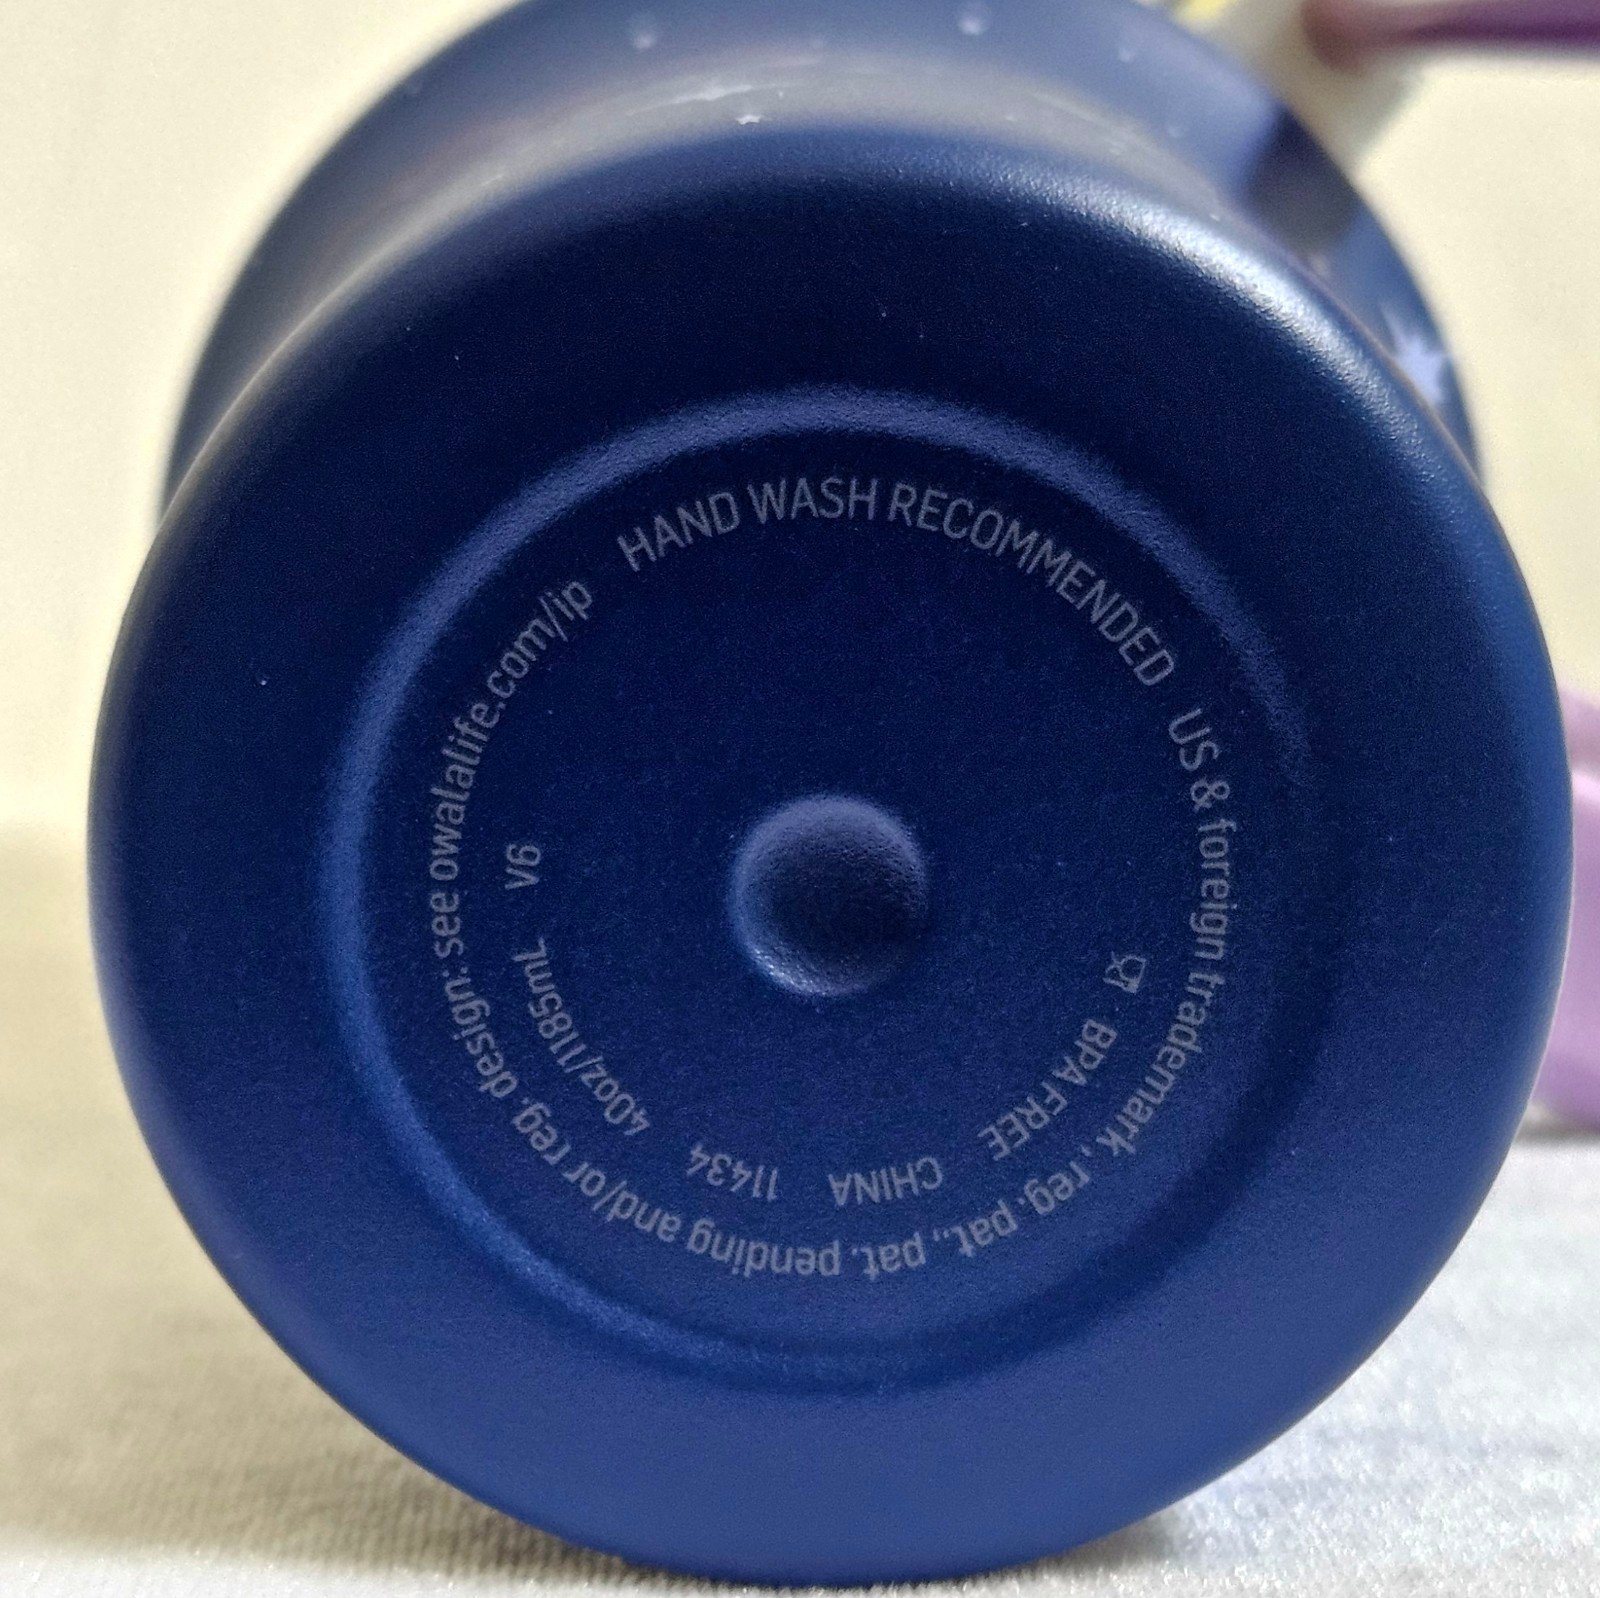 HAND WASH RECOMMENDED
US & foreign trademark, reg. pat., pat. pending and/or reg. design: see owalalife.com/ip
BPA FREE
CHINA
11434
40oz/1185mL
V6